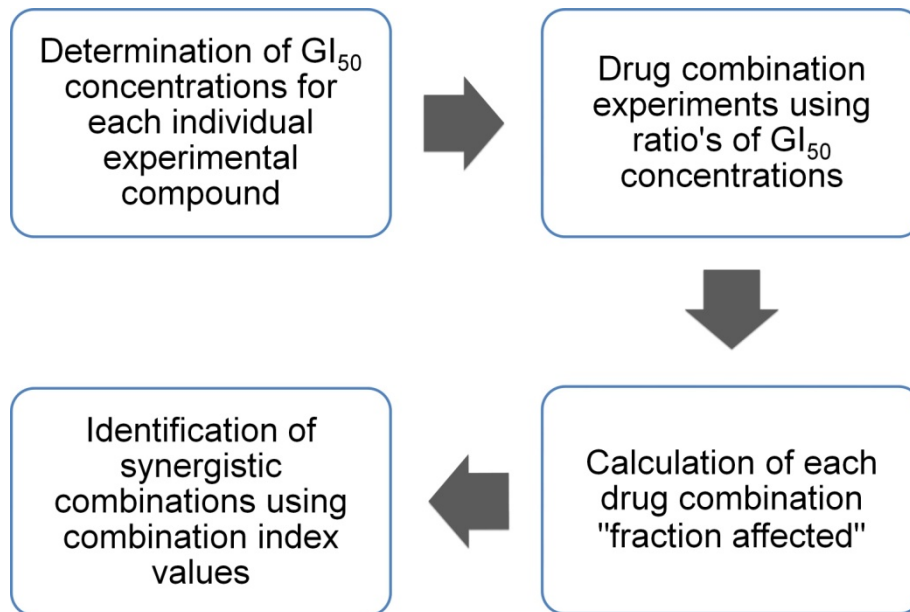 Determination of GI₅₀
concentrations for
each individual
experimental
compound
Drug combination
experiments using
ratio's of GI₅₀
concentrations
Calculation of each
drug combination
"fraction affected"
Identification of
synergistic
combinations using
combination index
values